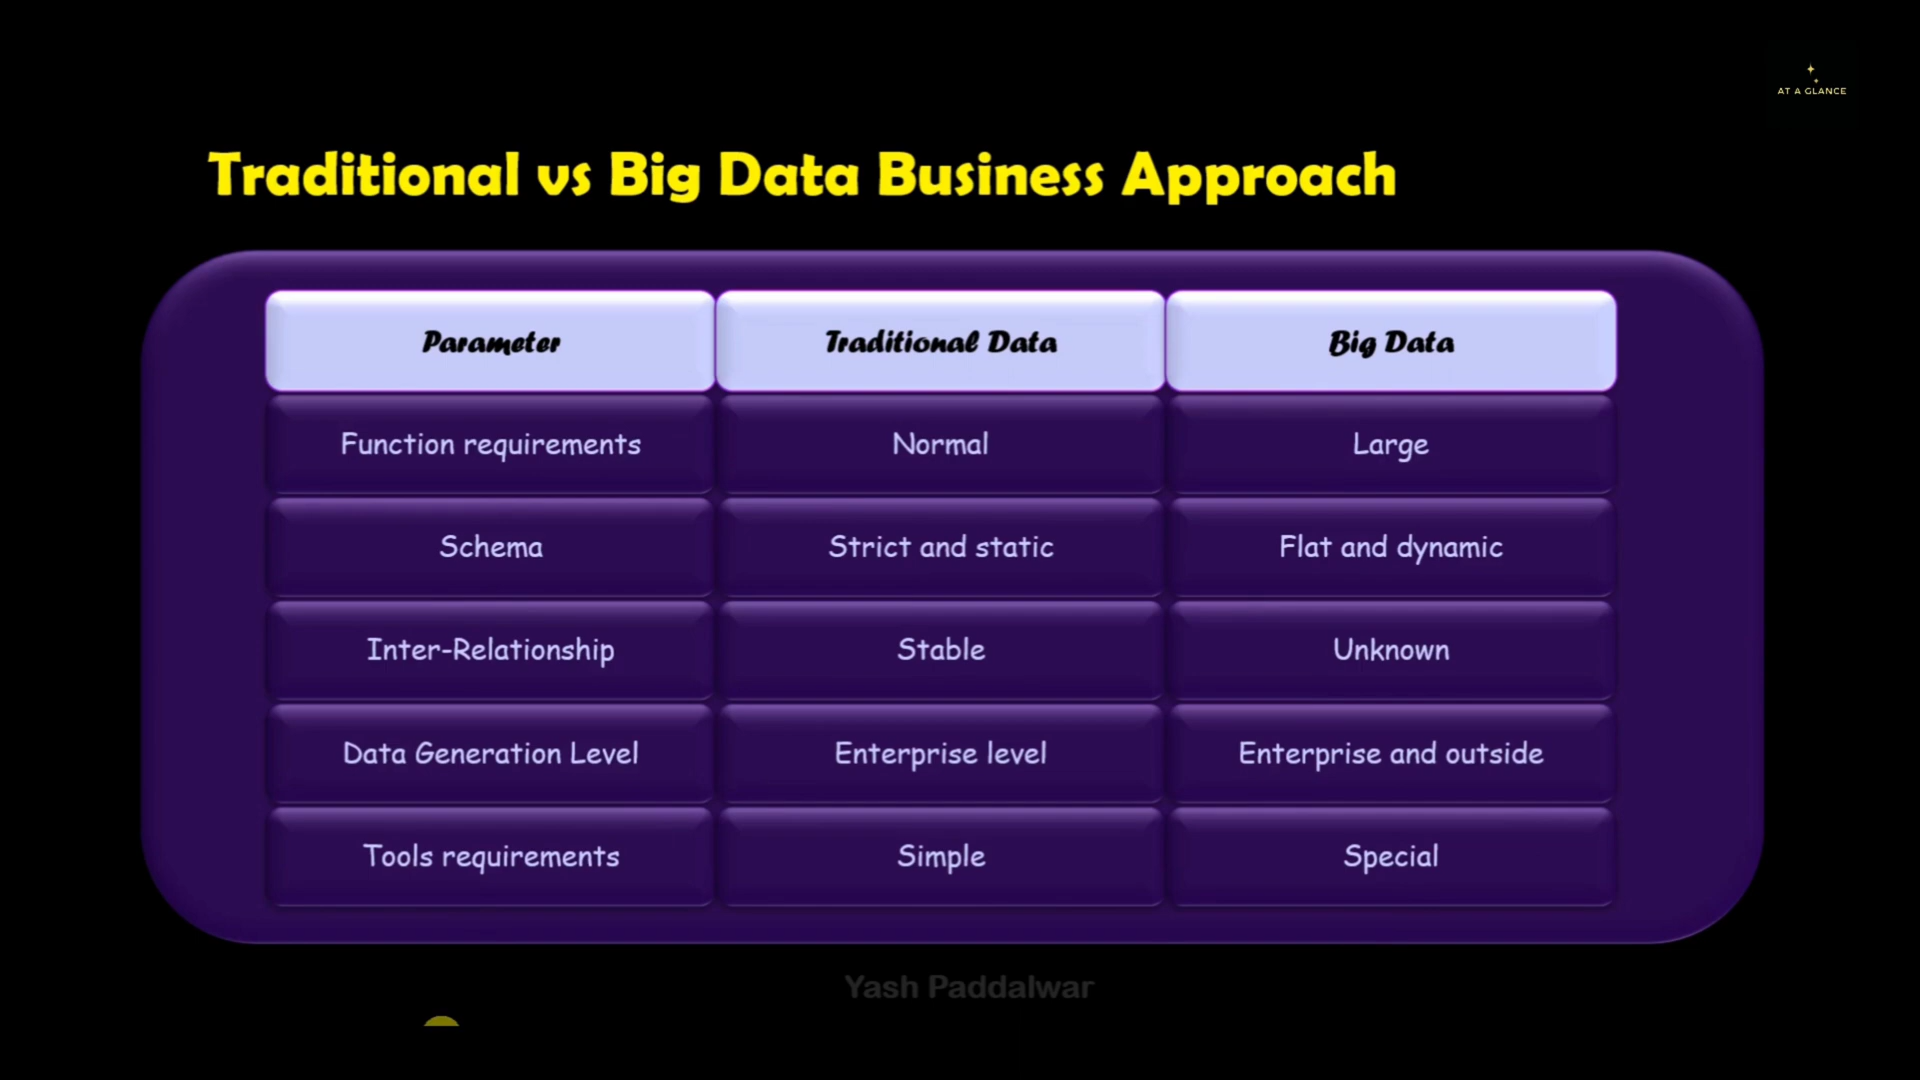 AT A GLANCE
Traditional vs Big Data Business Approach
Parameter Traditional Data Big Data
Function requirements Normal Large
Schema Strict and static Flat and dynamic
Inter-Relationship Stable Unknown
Data Generation Level Enterprise level Enterprise and outside
Tools requirements Simple Special
Yash Paddalwar